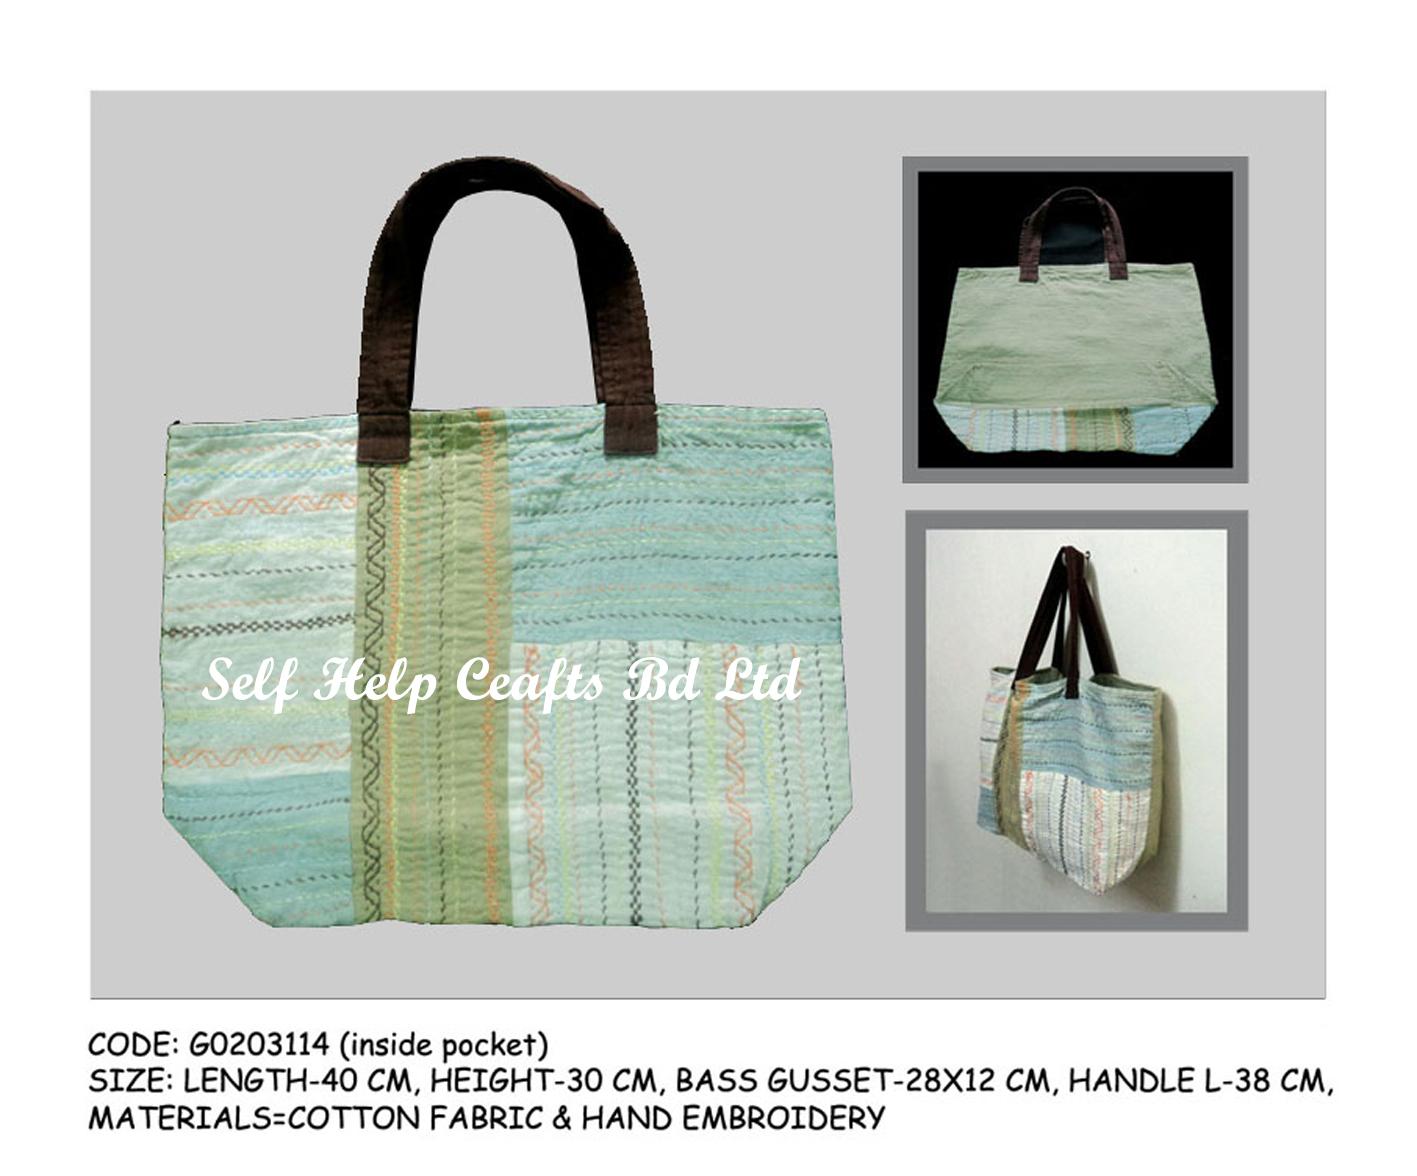 Self Help Ceafts Bd Ltd
CODE: G0203114 (inside pocket)
SIZE: LENGTH-40 CM, HEIGHT-30 CM, BASS GUSSET-28X12 CM, HANDLE L-38 CM,
MATERIALS=COTTON FABRIC & HAND EMBROIDERY